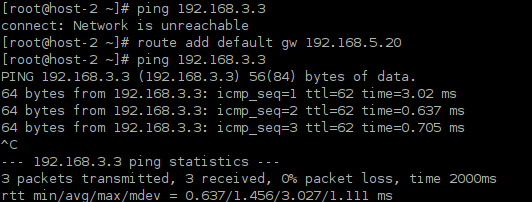 [root@host-2 ~]# ping 192.168.3.3
connect: Network is unreachable
[root@host-2 ~]# route add default gw 192.168.5.20
[root@host-2 ~]# ping 192.168.3.3
PING 192.168.3.3 (192.168.3.3) 56(84) bytes of data.
64 bytes from 192.168.3.3: icmp_seq=1 ttl=62 time=3.02 ms
64 bytes from 192.168.3.3: icmp_seq=2 ttl=62 time=0.637 ms
64 bytes from 192.168.3.3: icmp_seq=3 ttl=62 time=0.705 ms
^C
--- 192.168.3.3 ping statistics ---
3 packets transmitted, 3 received, 0% packet loss, time 2000ms
rtt min/avg/max/mdev = 0.637/1.456/3.027/1.111 ms